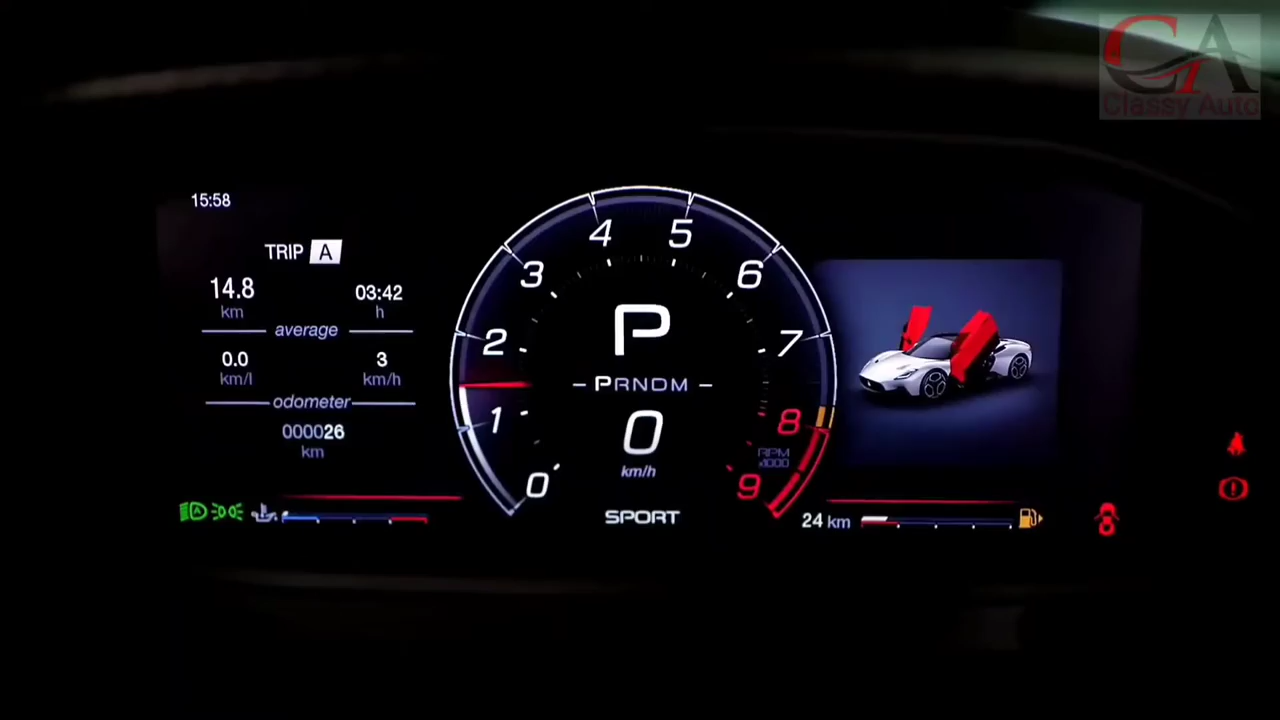 CA
Classy Auto
15:58
TRIP A
14.8 km
03:42 h
average
0.0 km/l
3 km/h
odometer
000026 km
0 1 2 3 4 5 6 7 8 9
RPM x1000
P
PRNDM
0
km/h
SPORT
24 km